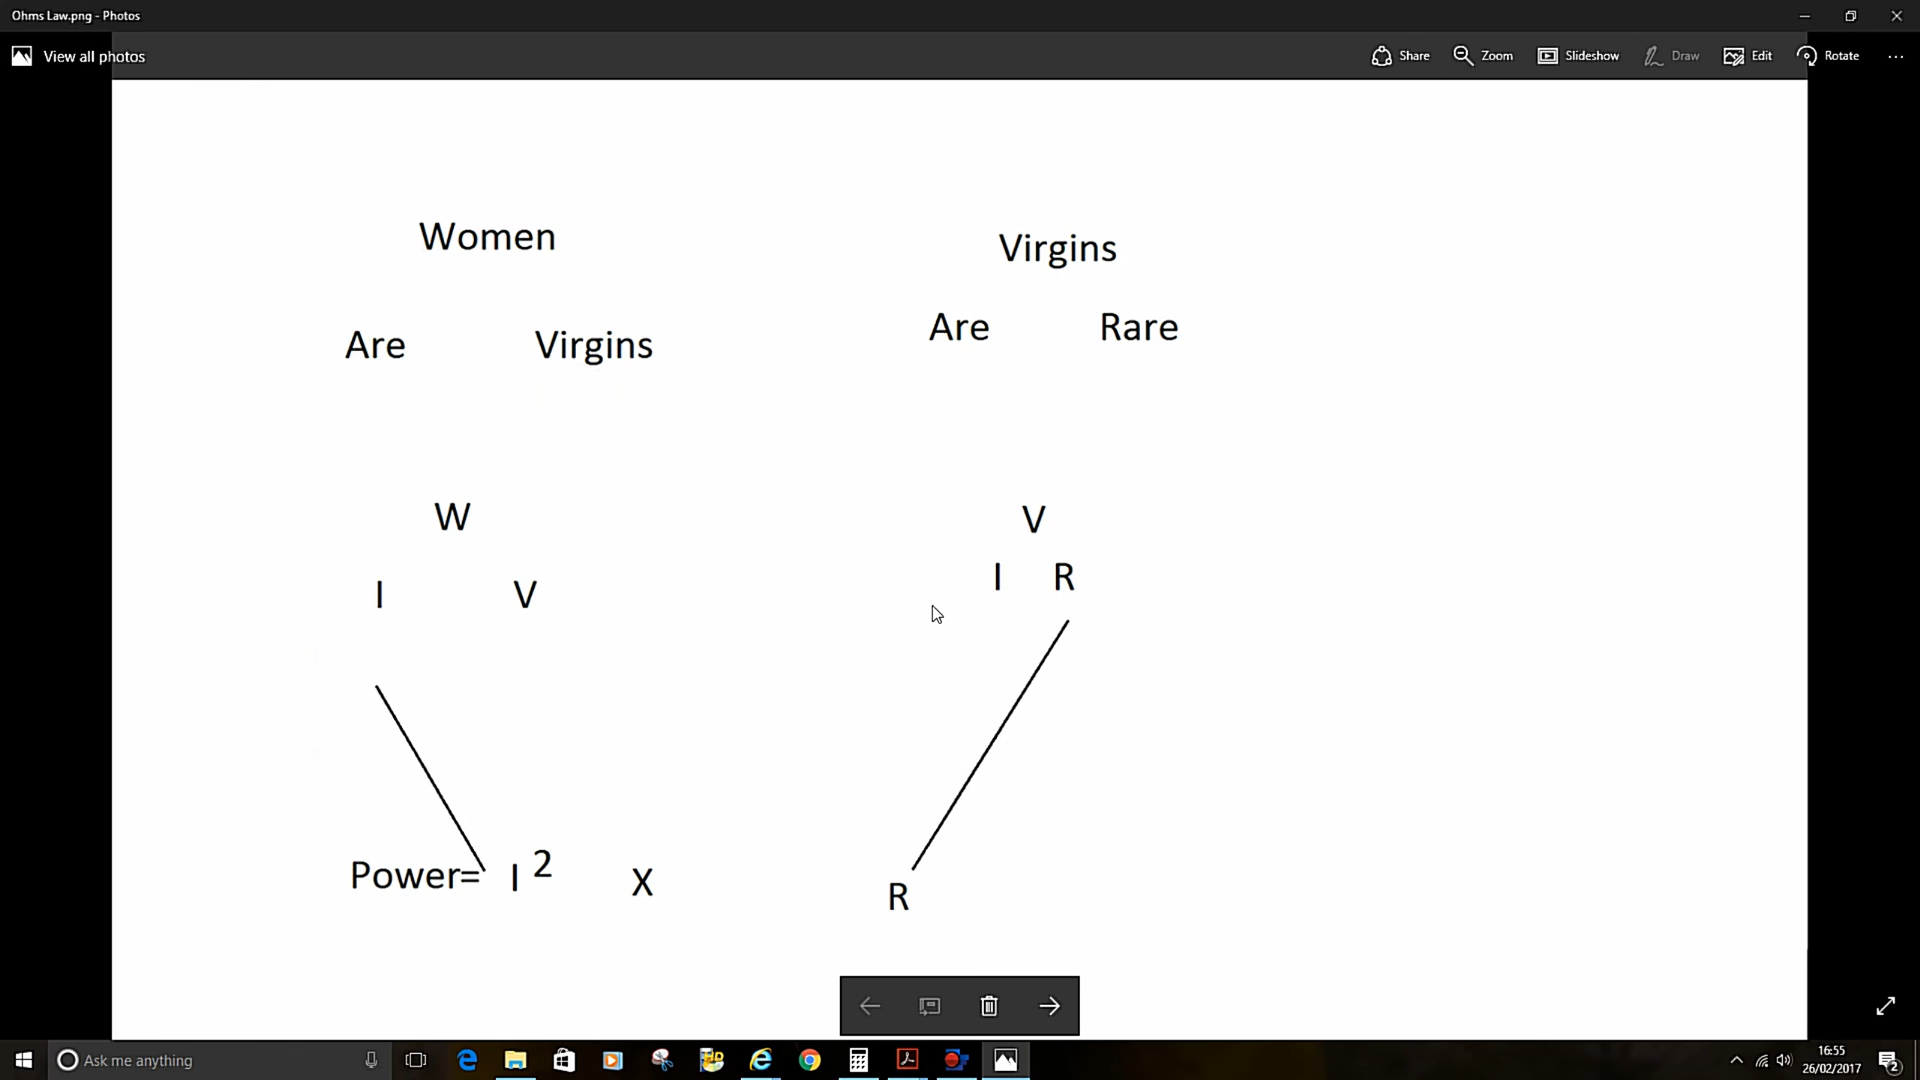 Ohms Law.png - Photos
View all photos
Share Zoom Slideshow Draw Edit Rotate ...
Women
Virgins
Are Rare
Are Virgins
W
V
I R
I V
Power= I 2 X
R
Ask me anything
16:55
26/02/2017
2